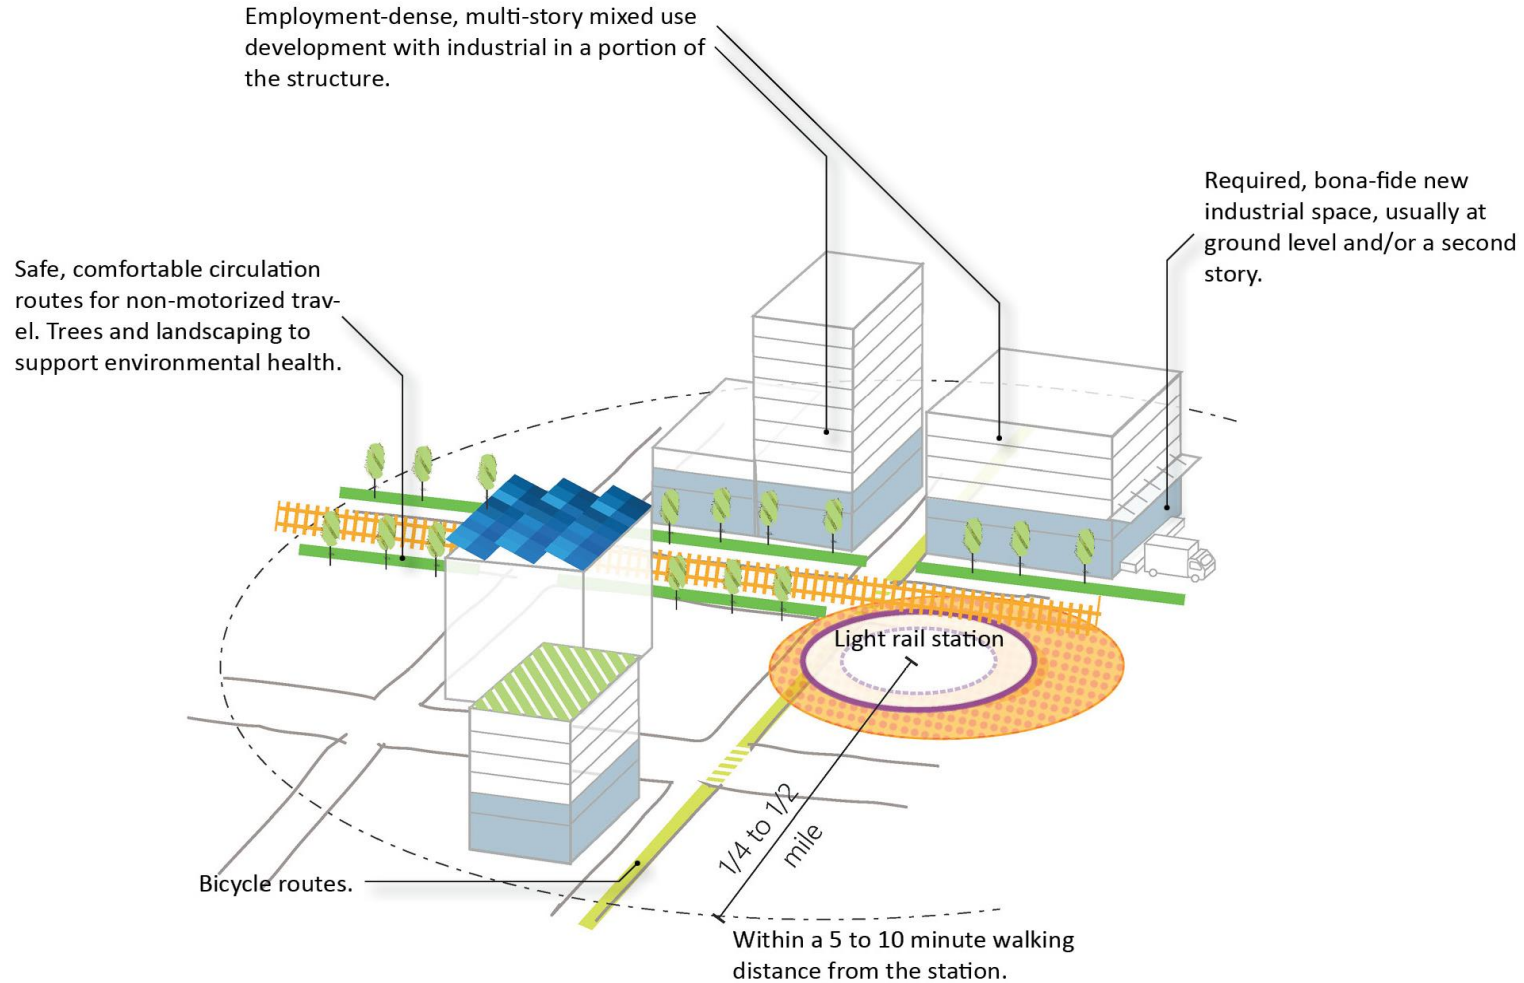 Employment-dense, multi-story mixed use
development with industrial in a portion of
the structure.
Required, bona-fide new
industrial space, usually at
ground level and/or a second
story.
Safe, comfortable circulation
routes for non-motorized trav-
el. Trees and landscaping to
support environmental health.
Light rail station
1/4 to 1/2
mile
Bicycle routes.
Within a 5 to 10 minute walking
distance from the station.